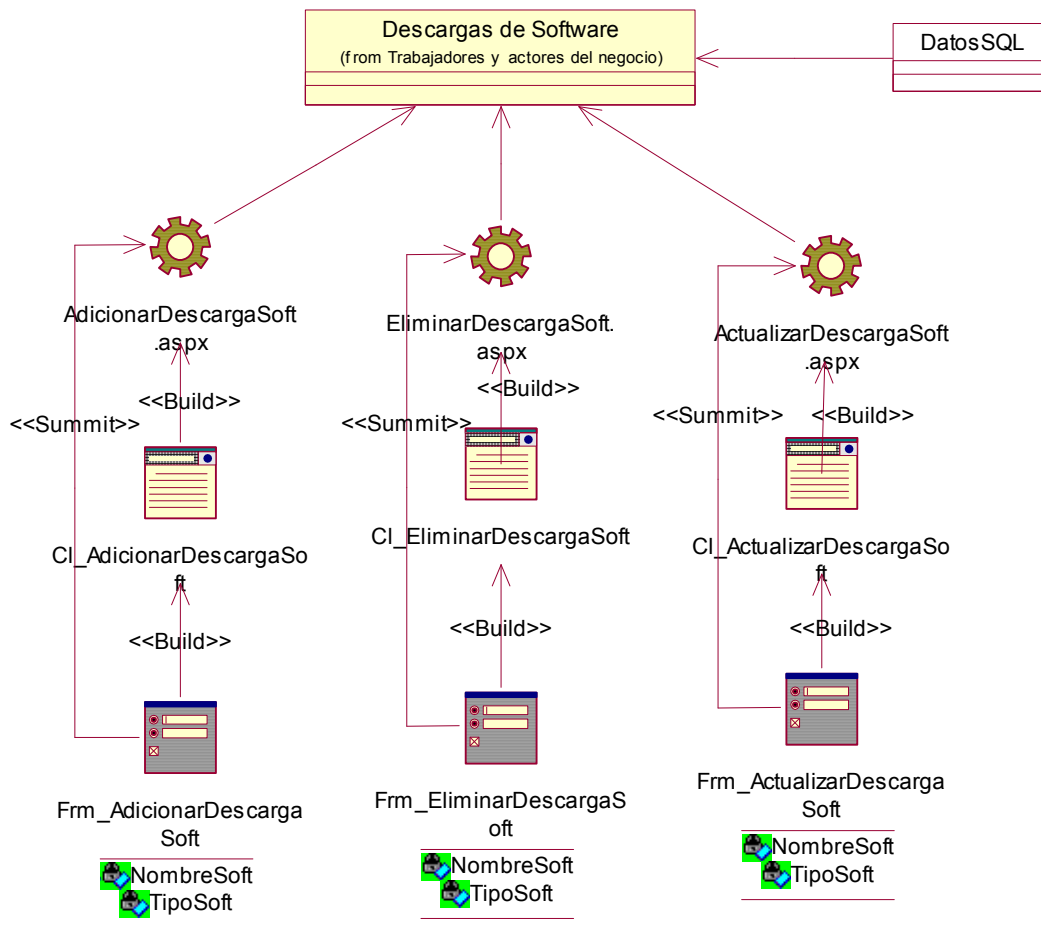 Descargas de Software
(from Trabajadores y actores del negocio)
DatosSQL
AdicionarDescargaSoft
.aspx
EliminarDescargaSoft.
aspx
ActualizarDescargaSoft
.aspx
<<Build>>
<<Build>>
<<Build>>
<<Summit>>
<<Summit>>
<<Summit>>
Cl_AdicionarDescargaSo
ft
Cl_EliminarDescargaSoft
Cl_ActualizarDescargaSo
ft
<<Build>>
<<Build>>
<<Build>>
Frm_AdicionarDescarga
Soft
Frm_EliminarDescargaS
oft
Frm_ActualizarDescarga
Soft
NombreSoft
TipoSoft
NombreSoft
TipoSoft
NombreSoft
TipoSoft